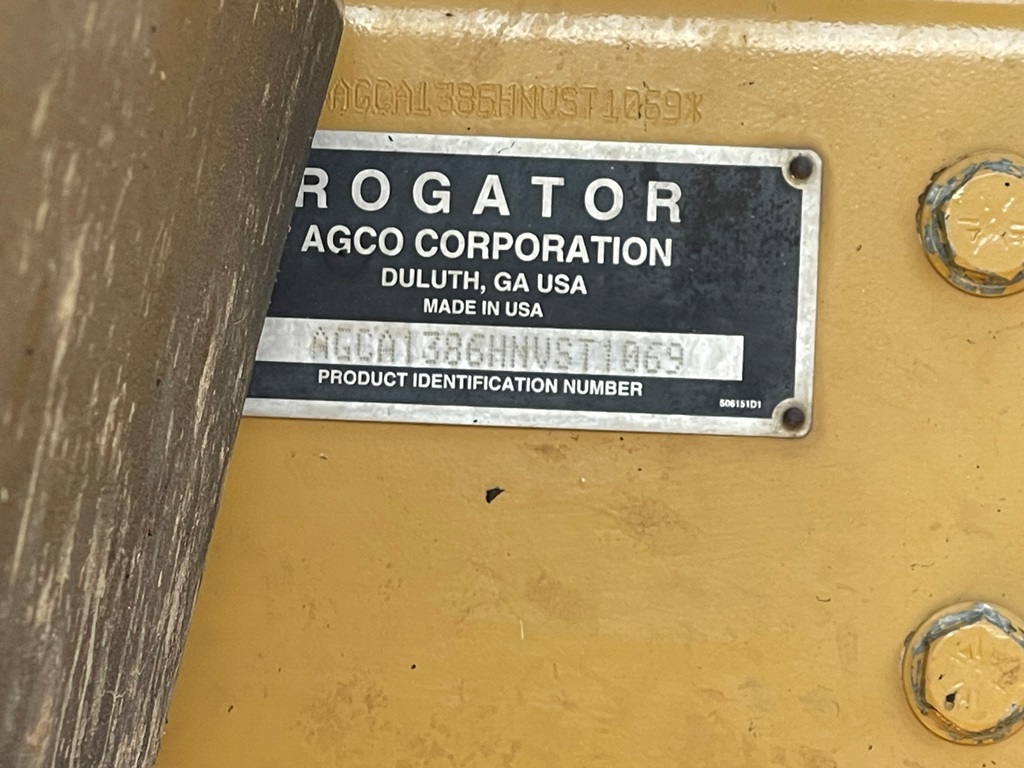 AGCA1386HNVST1069*
ROGATOR
AGCO CORPORATION
DULUTH, GA USA
MADE IN USA
AGCA1386HNVST1069
PRODUCT IDENTIFICATION NUMBER
506151D1